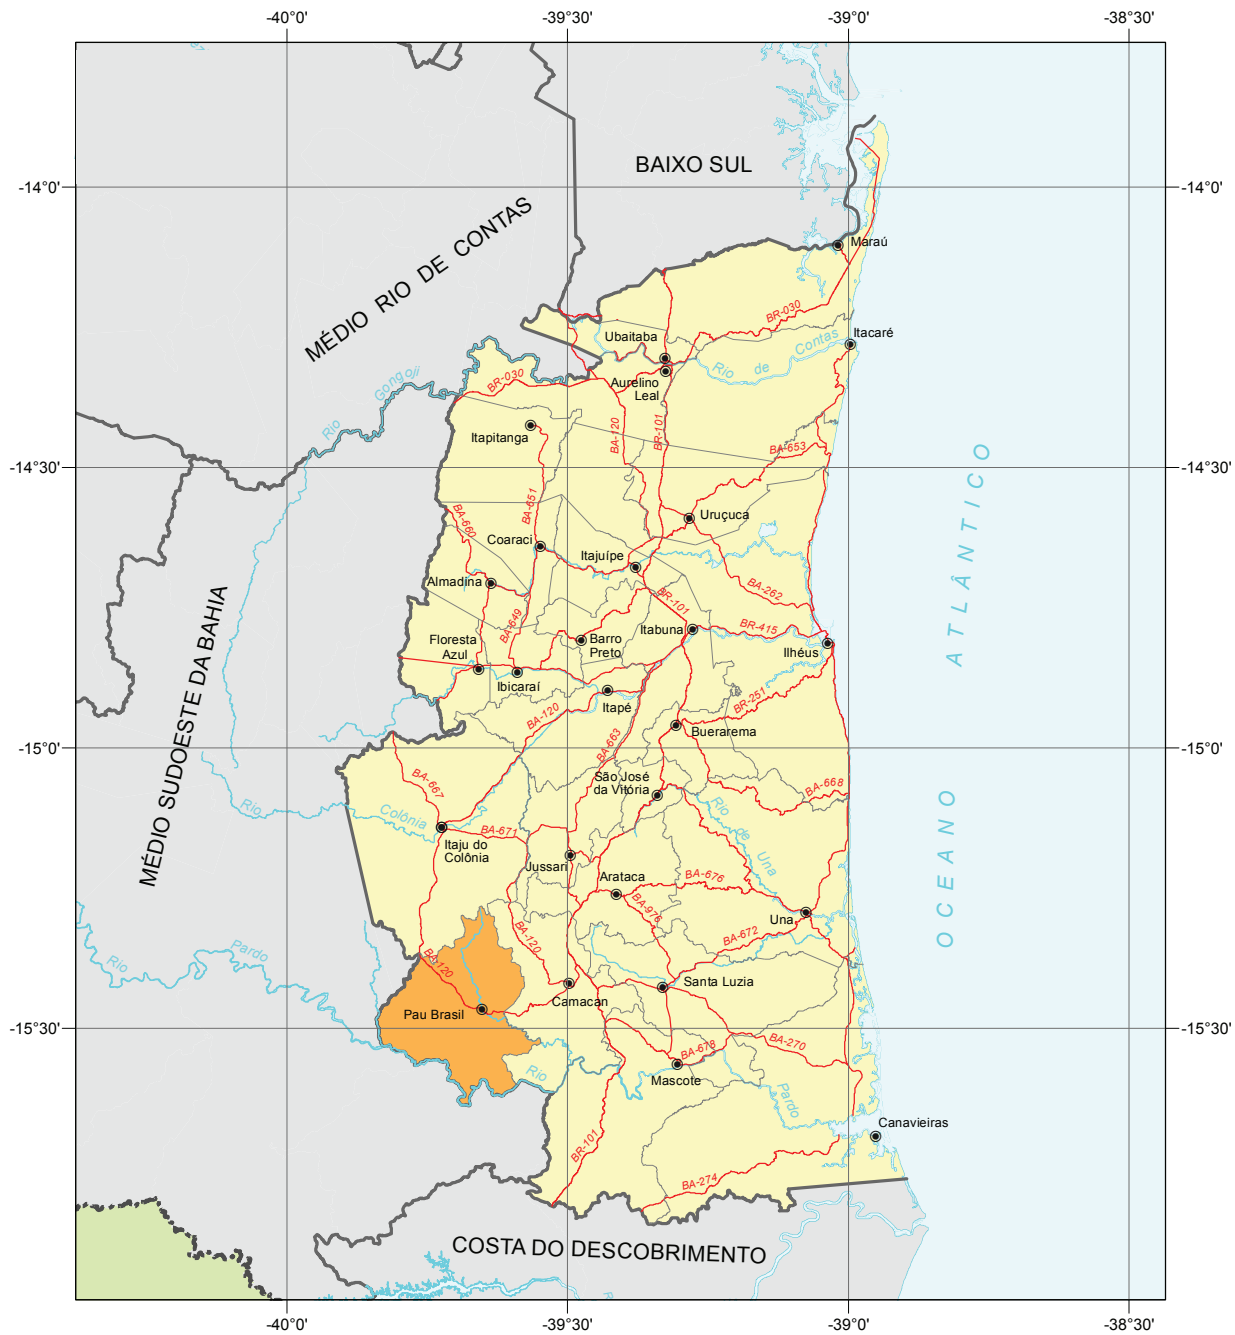 -40°0'
-39°30'
-39°0'
-38°30'
BAIXO SUL
-14°0'
-14°0'
MÉDIO RIO DE CONTAS
Maraú
BR-030
Itacaré
Ubaitaba
Rio de Contas
Aurelino
Leal
BR-030
Rio Gongoji
Itapitanga
BA-120
BR-101
BA-653
-14°30'
-14°30'
BA-651
BA-660
Uruçuca
Coaraci
Itajuípe
Almadina
BA-262
BR-101
BA-649
Itabuna
BR-415
Floresta
Azul
Barro
Preto
Ilhéus
Ibicaraí
Itapé
BR-251
BA-120
Buerarema
BA-663
OCEANO ATLÂNTICO
MÉDIO SUDOESTE DA BAHIA
-15°0'
-15°0'
São José
da Vitória
BA-667
BA-668
Rio Colônia
Rio de Una
BA-671
Itaju do
Colônia
Jussari
Arataca
BA-676
BA-976
Una
BA-672
BA-120
BA-120
Rio Pardo
Santa Luzia
Camacan
Pau Brasil
-15°30'
-15°30'
BA-678
BA-270
Mascote
Rio Pardo
Canavieiras
BR-101
BA-274
COSTA DO DESCOBRIMENTO
-40°0'
-39°30'
-39°0'
-38°30'